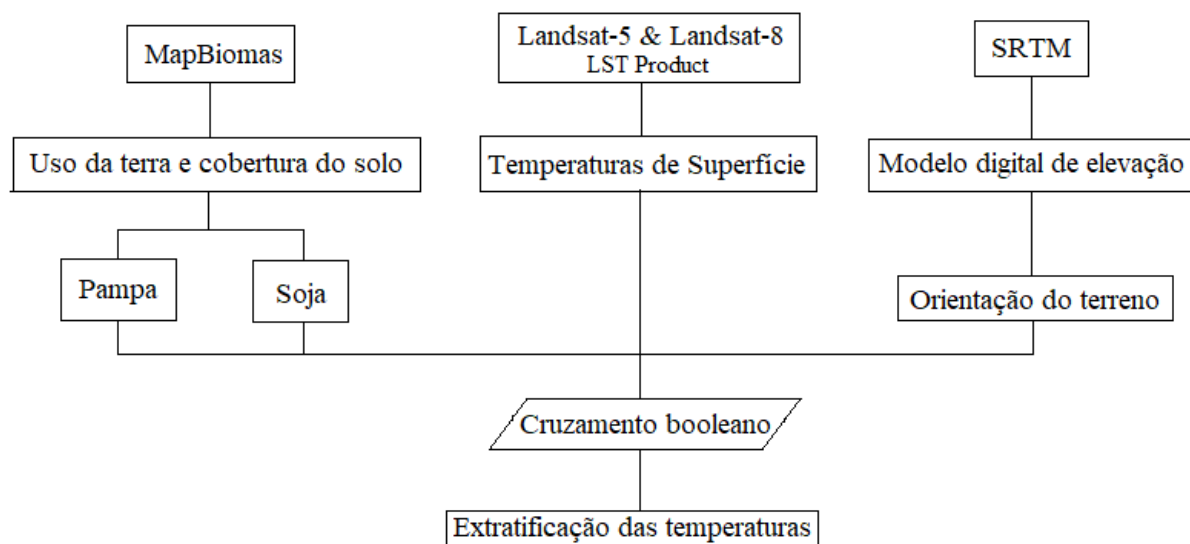 MapBiomas
Landsat-5 & Landsat-8
LST Product
SRTM
Uso da terra e cobertura do solo
Temperaturas de Superfície
Modelo digital de elevação
Pampa
Soja
Orientação do terreno
Cruzamento booleano
Extratificação das temperaturas